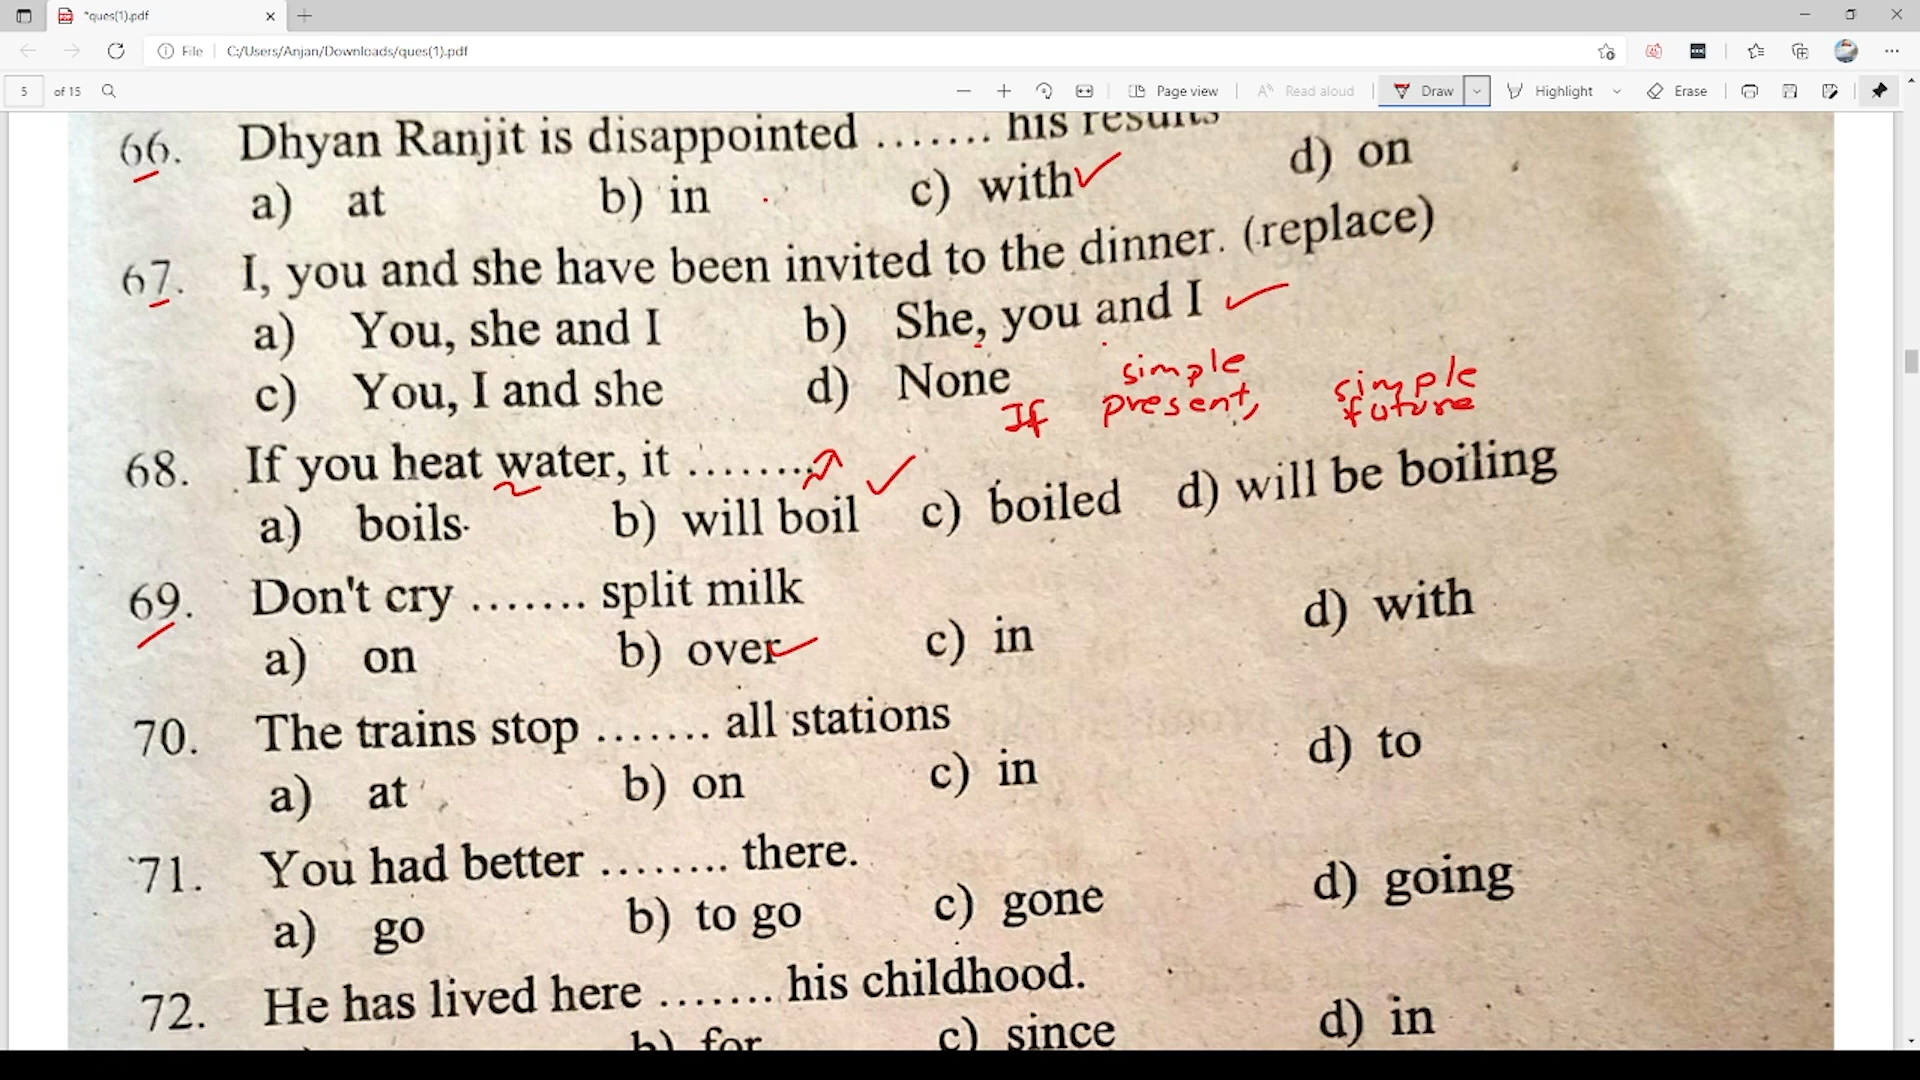 *ques(1).pdf
File C:/Users/Anjan/Downloads/ques(1).pdf
5 of 15 Page view Read aloud Draw Highlight Erase
66. Dhyan Ranjit is disappointed ....... his results
a) at b) in c) with d) on
67. I, you and she have been invited to the dinner. (replace)
a) You, she and I b) She, you and I
c) You, I and she d) None
If simple present, simple future
68. If you heat water, it ........
a) boils b) will boil c) boiled d) will be boiling
69. Don't cry ....... split milk
a) on b) over c) in d) with
70. The trains stop ....... all stations
a) at b) on c) in d) to
71. You had better ........ there.
a) go b) to go c) gone d) going
72. He has lived here ....... his childhood.
b) for c) since d) in